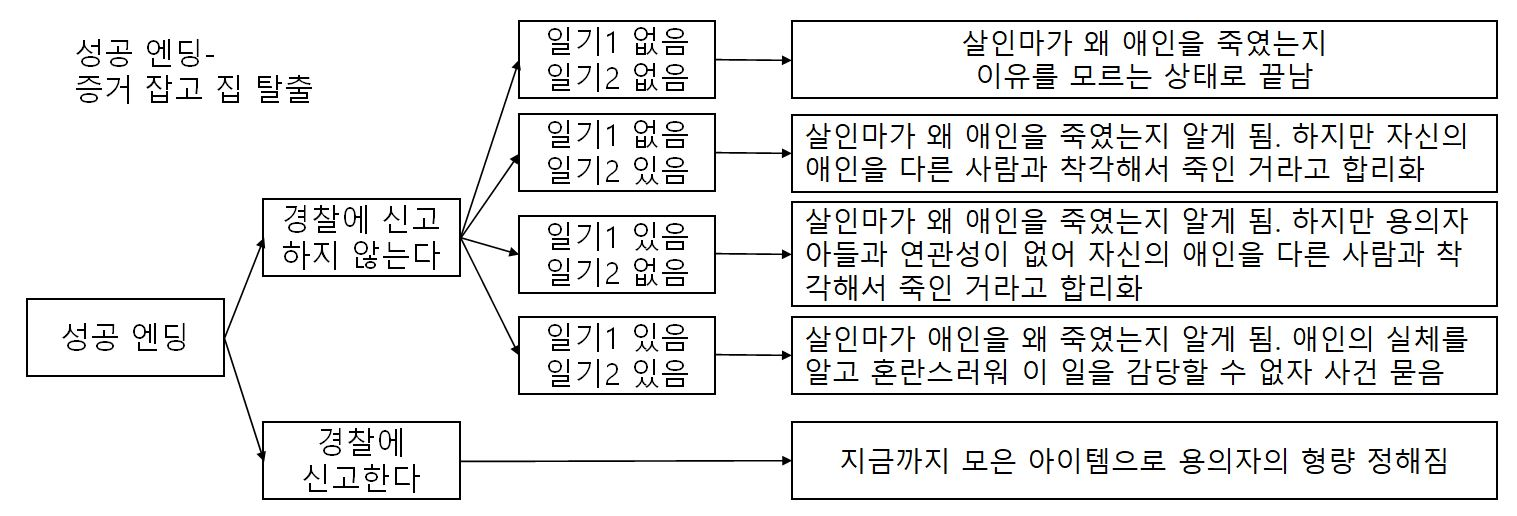 성공 엔딩-
증거 잡고 집 탈출
성공 엔딩
경찰에 신고
하지 않는다
일기1 없음
일기2 없음
살인마가 왜 애인을 죽였는지
이유를 모르는 상태로 끝남
일기1 없음
일기2 있음
살인마가 왜 애인을 죽였는지 알게 됨. 하지만 자신의
애인을 다른 사람과 착각해서 죽인 거라고 합리화
일기1 있음
일기2 없음
살인마가 왜 애인을 죽였는지 알게 됨. 하지만 용의자
아들과 연관성이 없어 자신의 애인을 다른 사람과 착
각해서 죽인 거라고 합리화
일기1 있음
일기2 있음
살인마가 애인을 왜 죽였는지 알게 됨. 애인의 실체를
알고 혼란스러워 이 일을 감당할 수 없자 사건 묻음
경찰에
신고한다
지금까지 모은 아이템으로 용의자의 형량 정해짐